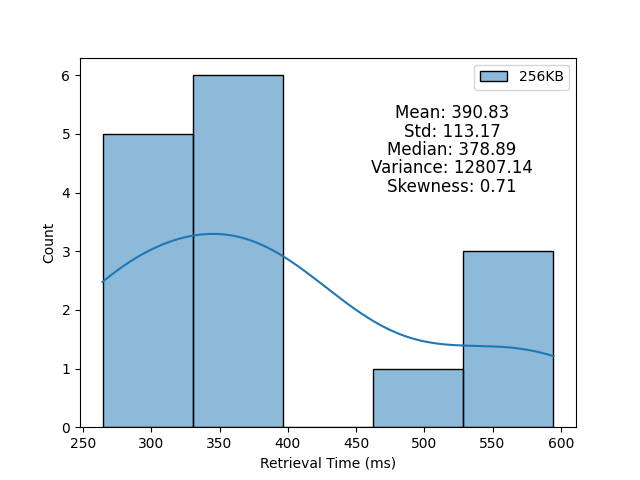 256KB
Mean: 390.83
Std: 113.17
Median: 378.89
Variance: 12807.14
Skewness: 0.71
6
5
4
3
2
1
0
Count
250 300 350 400 450 500 550 600
Retrieval Time (ms)